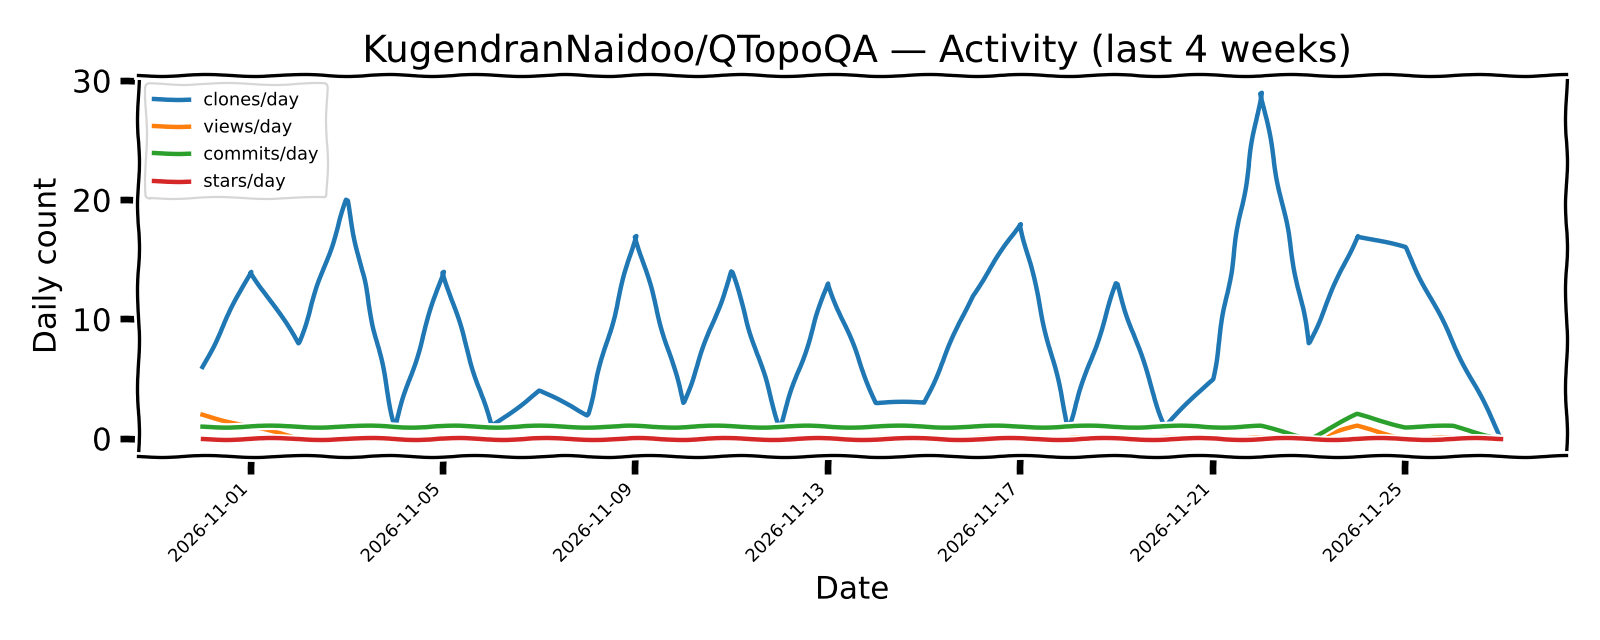 KugendranNaidoo/QTopoQA — Activity (last 4 weeks)
clones/day
views/day
commits/day
stars/day
Daily count
30
20
10
0
2026-11-01
2026-11-05
2026-11-09
2026-11-13
2026-11-17
2026-11-21
2026-11-25
Date